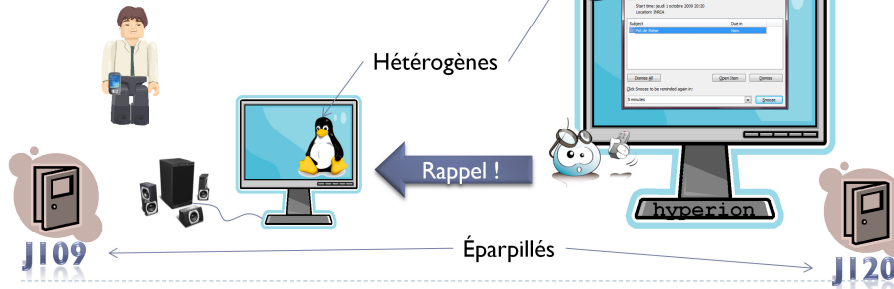 Start time: jeudi 1 octobre 2009 20:20
Location: INRIA
Subject Due in
Now
Dismiss All Open Item Dismiss
Click Snooze to be reminded again in:
5 minutes Snooze
Hétérogènes
Rappel !
hyperion
Éparpillés
J109
J120